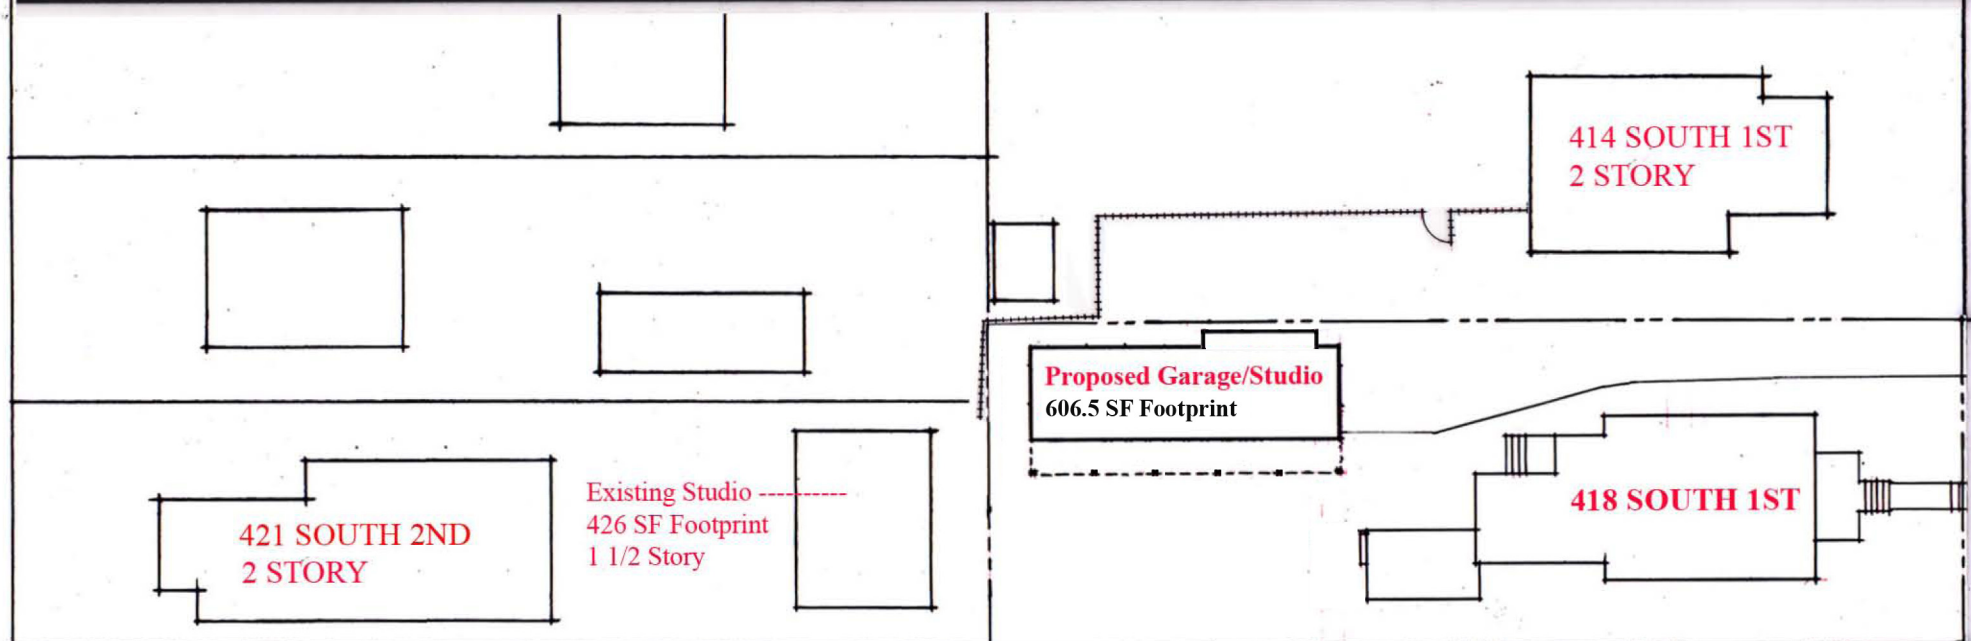 414 SOUTH 1ST
2 STORY
Proposed Garage/Studio
606.5 SF Footprint
Existing Studio
426 SF Footprint
1 1/2 Story
421 SOUTH 2ND
2 STORY
418 SOUTH 1ST